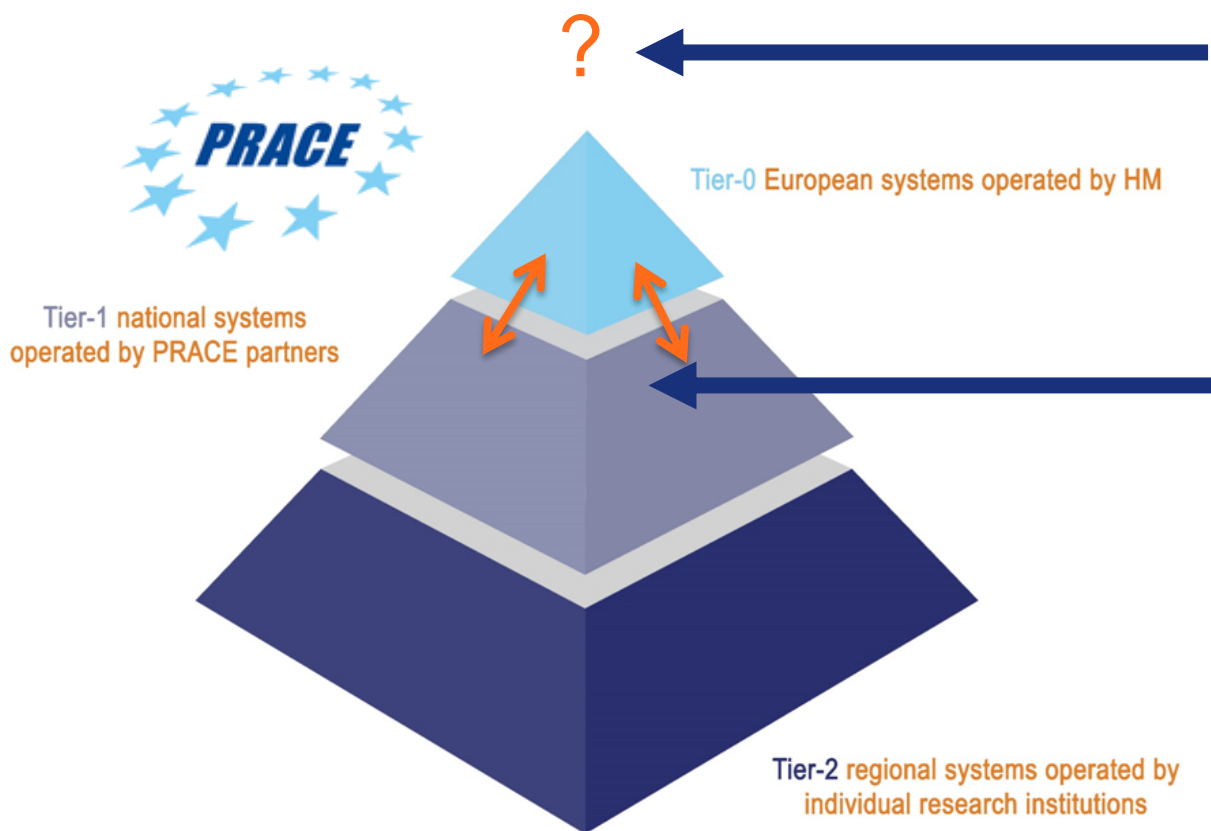 ?
PRACE
Tier-0 European systems operated by HM
Tier-1 national systems
operated by PRACE partners
Tier-2 regional systems operated by
individual research institutions